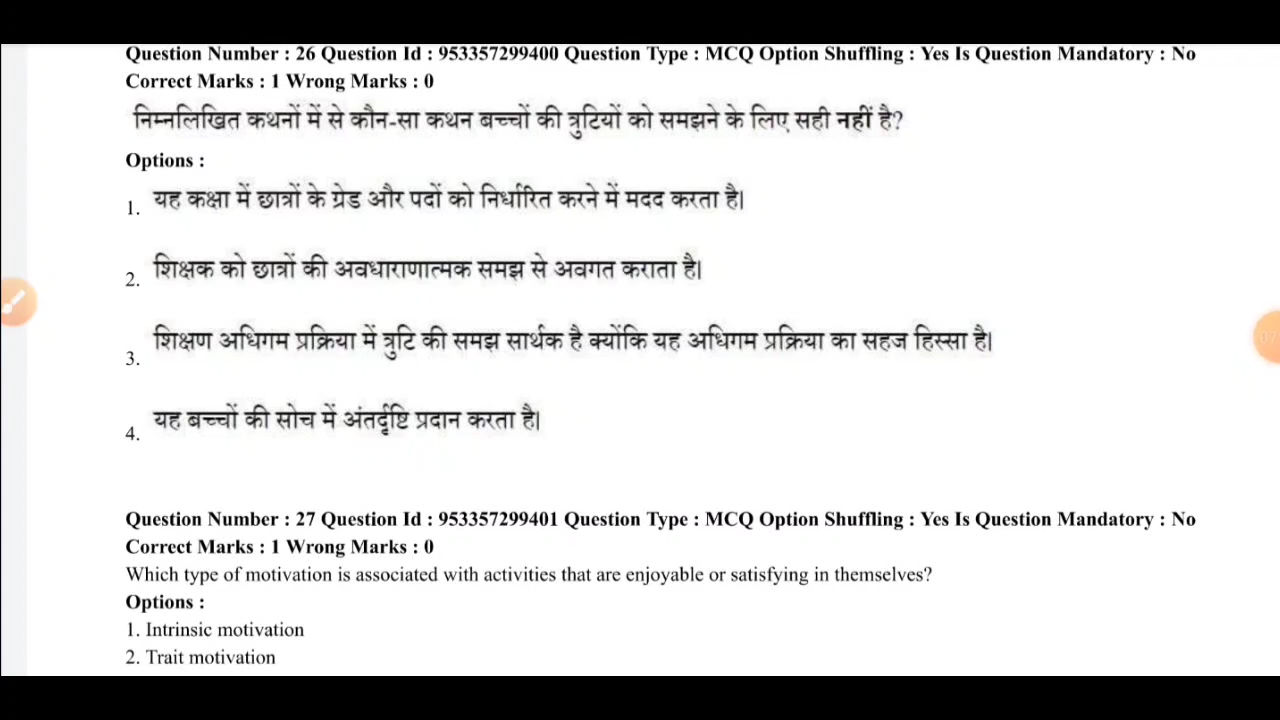 Question Number : 26 Question Id : 953357299400 Question Type : MCQ Option Shuffling : Yes Is Question Mandatory : No
Correct Marks : 1 Wrong Marks : 0
निम्नलिखित कथनों में से कौन-सा कथन बच्चों की त्रुटियों को समझने के लिए सही नहीं है?
Options :
1. यह कक्षा में छात्रों के ग्रेड और पदों को निर्धारित करने में मदद करता है।
2. शिक्षक को छात्रों की अवधाराणात्मक समझ से अवगत कराता है।
3. शिक्षण अधिगम प्रक्रिया में त्रुटि की समझ सार्थक है क्योंकि यह अधिगम प्रक्रिया का सहज हिस्सा है।
4. यह बच्चों की सोच में अंतर्दृष्टि प्रदान करता है।
Question Number : 27 Question Id : 953357299401 Question Type : MCQ Option Shuffling : Yes Is Question Mandatory : No
Correct Marks : 1 Wrong Marks : 0
Which type of motivation is associated with activities that are enjoyable or satisfying in themselves?
Options :
1. Intrinsic motivation
2. Trait motivation